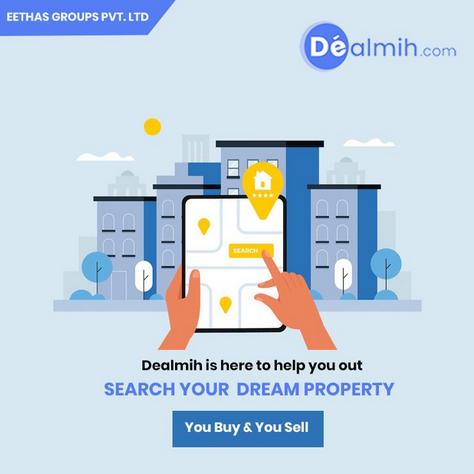 EETHAS GROUPS PVT. LTD
Déalmih.com
SEARCH
Dealmih is here to help you out
SEARCH YOUR DREAM PROPERTY
You Buy & You Sell